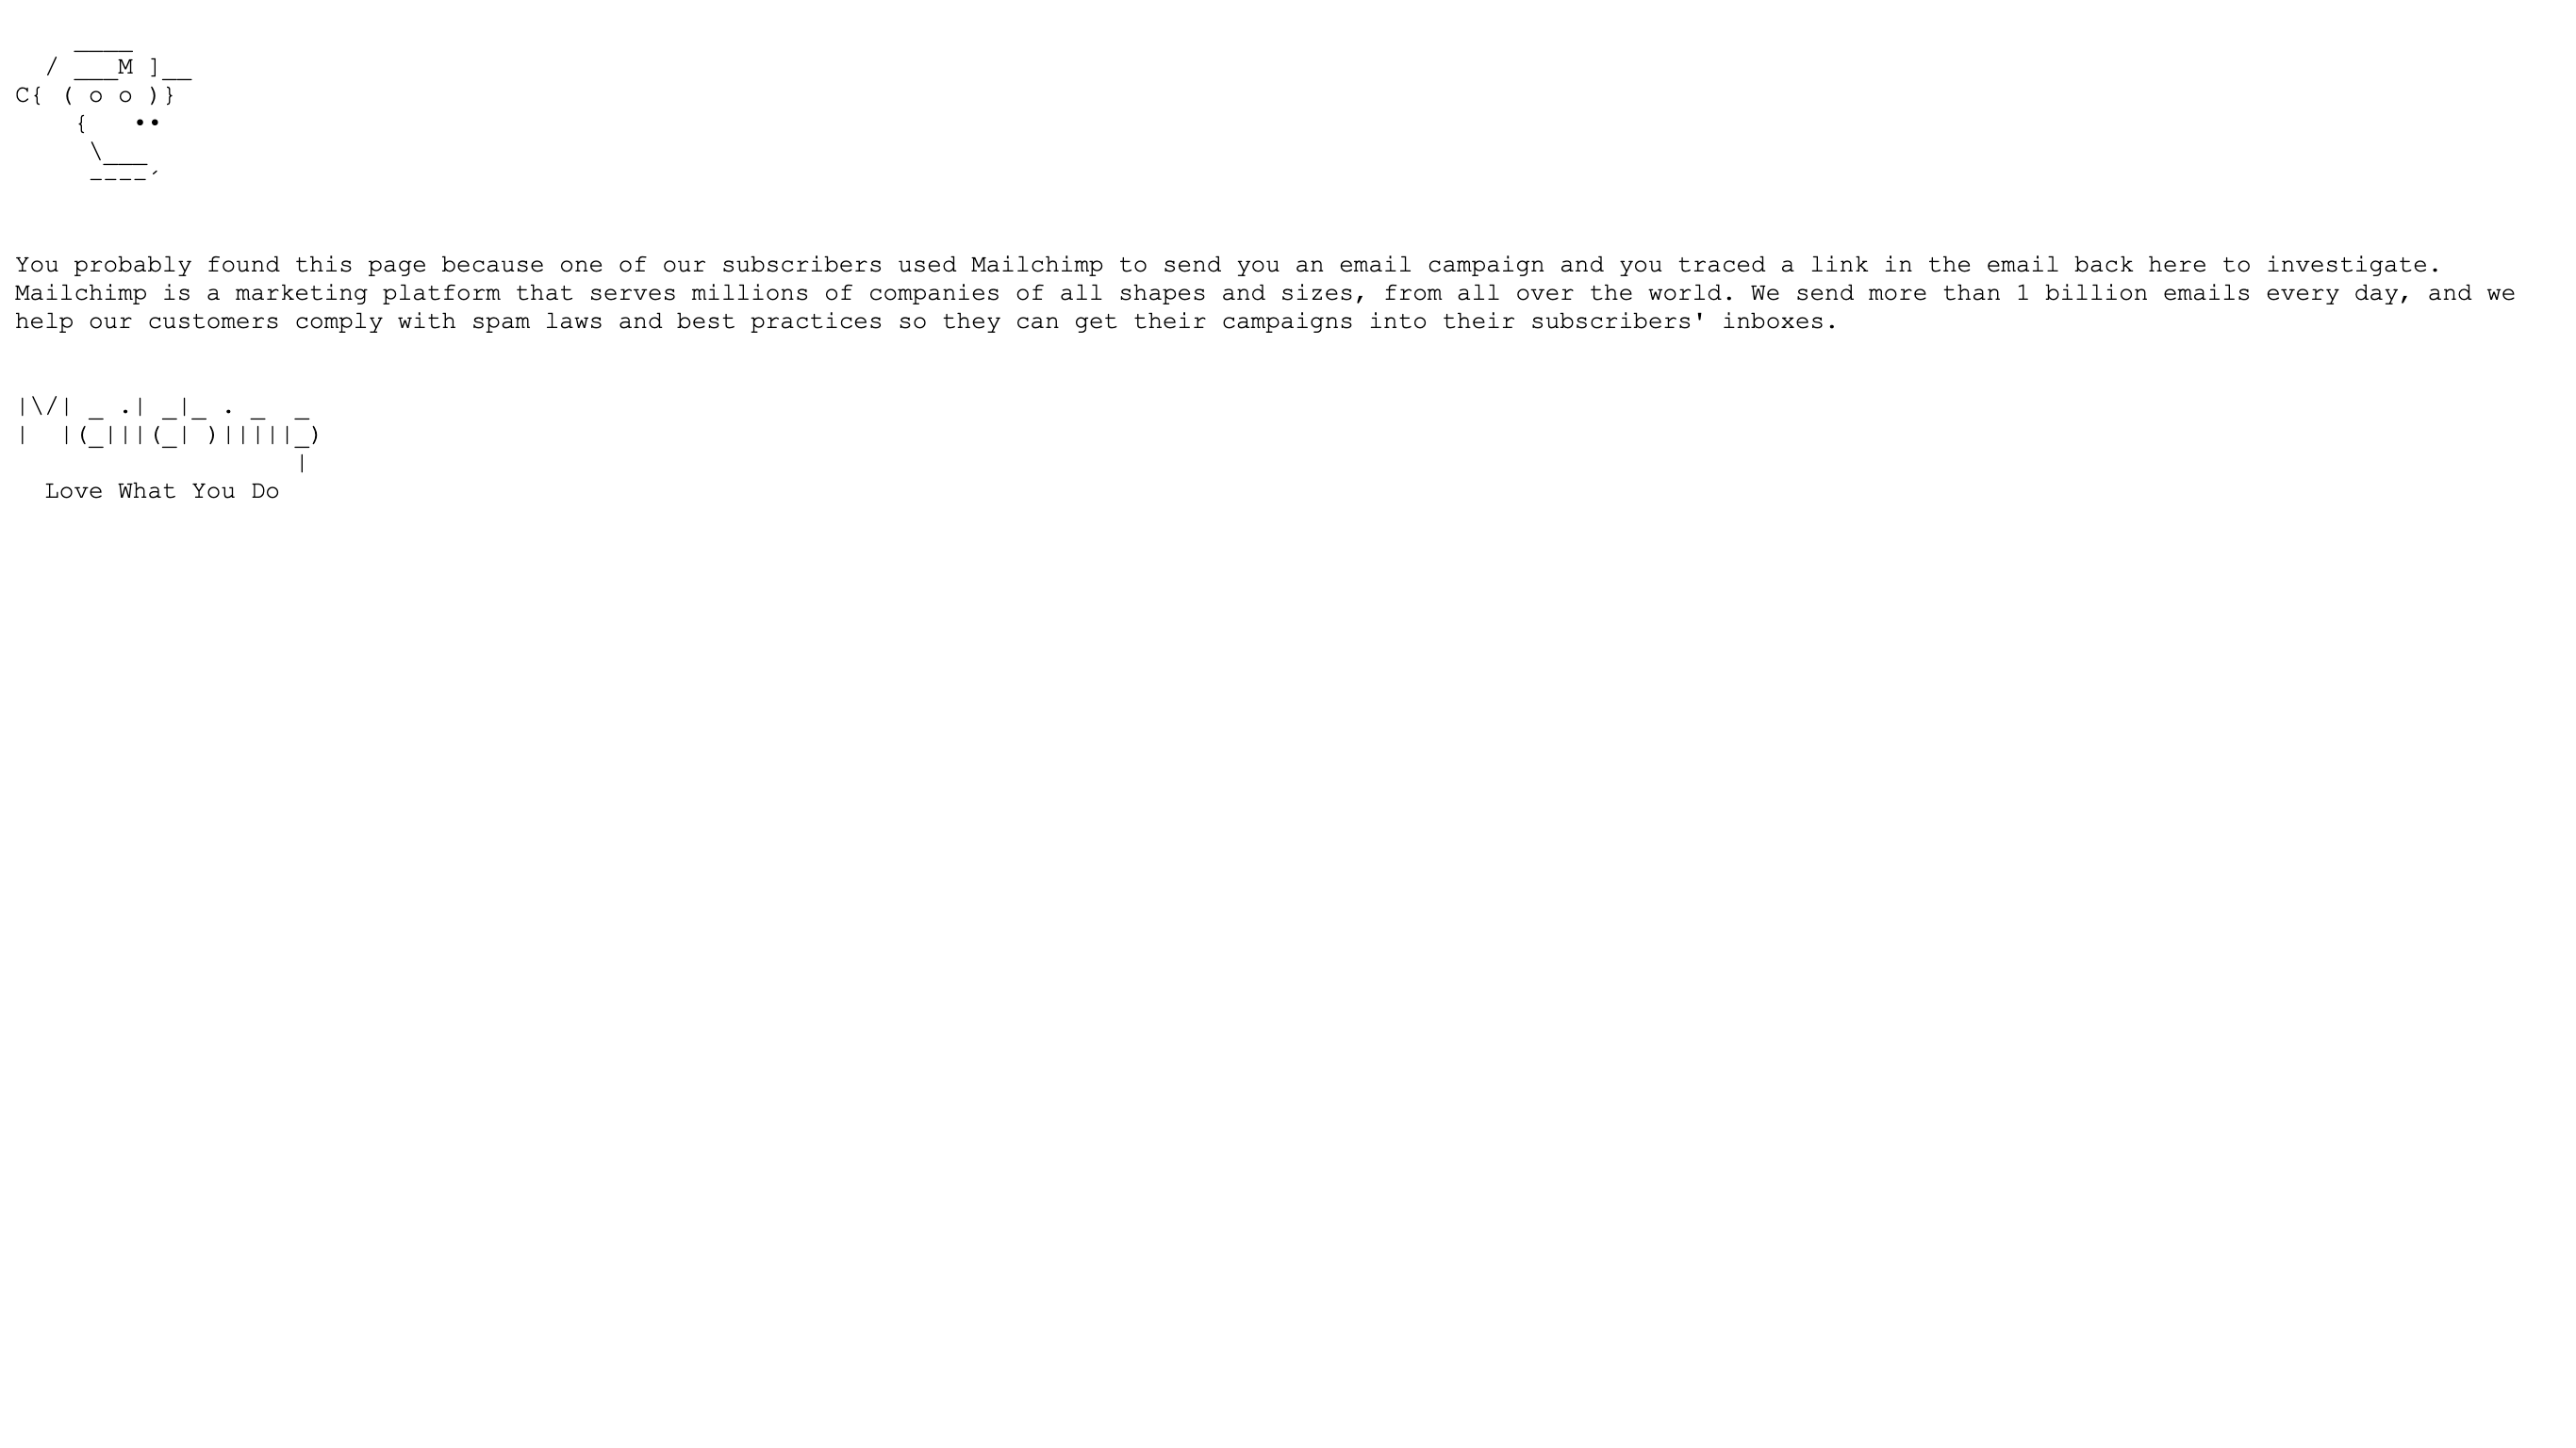 ____
  / ___M ]__
C{ ( o o )}
    {   ••
     \___
     ----´
You probably found this page because one of our subscribers used Mailchimp to send you an email campaign and you traced a link in the email back here to investigate.
Mailchimp is a marketing platform that serves millions of companies of all shapes and sizes, from all over the world. We send more than 1 billion emails every day, and we
help our customers comply with spam laws and best practices so they can get their campaigns into their subscribers' inboxes.
|\/| _ .| _|_ . _  _
|  |(_|||(_| )|||||_)
                   |
  Love What You Do